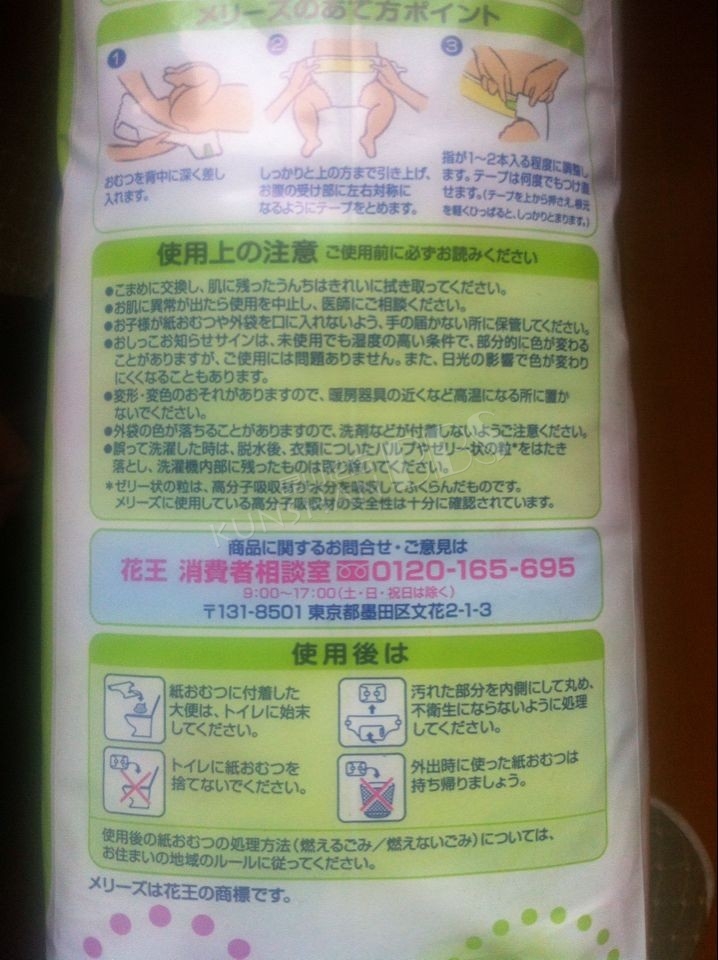 メリーズのあて方ポイント
1
2
3
おむつを背中に深く差し
入れます。
しっかりと上の方まで引き上げ、
お腹の受け部に左右対称に
なるようにテープをとめます。
指が1〜2本入る程度に調整し
ます。テープは何度でもつけ直
せます。(テープを上から押さえ、根元
を軽くひっぱると、しっかりとまります。)
使用上の注意 ご使用前に必ずお読みください
●こまめに交換し、肌に残ったうんちはきれいに拭き取ってください。
●お肌に異常が出たら使用を中止し、医師にご相談ください。
●お子様が紙おむつや外袋を口に入れないよう、手の届かない所に保管してください。
●おしっこお知らせサインは、未使用でも湿度の高い条件で、部分的に色が変わる
ことがありますが、ご使用には問題ありません。また、日光の影響で色が変わり
にくくなることもあります。
●変形・変色のおそれがありますので、暖房器具の近くなど高温になる所に置か
ないでください。
●外袋の色が落ちることがありますので、洗剤などが付着しないようご注意ください。
●誤って洗濯した時は、脱水後、衣類についたパルプやゼリー状の粒*をはたき
落とし、洗濯機内部に残ったものは取り除いてください。
*ゼリー状の粒は、高分子吸収材が水分を吸収してふくらんだものです。
メリーズに使用している高分子吸収材の安全性は十分に確認されています。
商品に関するお問合せ・ご意見は
花王 消費者相談室 0120-165-695
9:00〜17:00(土・日・祝日は除く)
〒131-8501 東京都墨田区文花2-1-3
使用後は
紙おむつに付着した
大便は、トイレに始末
してください。
汚れた部分を内側にして丸め、
不衛生にならないように処理
してください。
トイレに紙おむつを
捨てないでください。
外出時に使った紙おむつは
持ち帰りましょう。
使用後の紙おむつの処理方法(燃えるごみ/燃えないごみ)については、
お住まいの地域のルールに従ってください。
メリーズは花王の商標です。